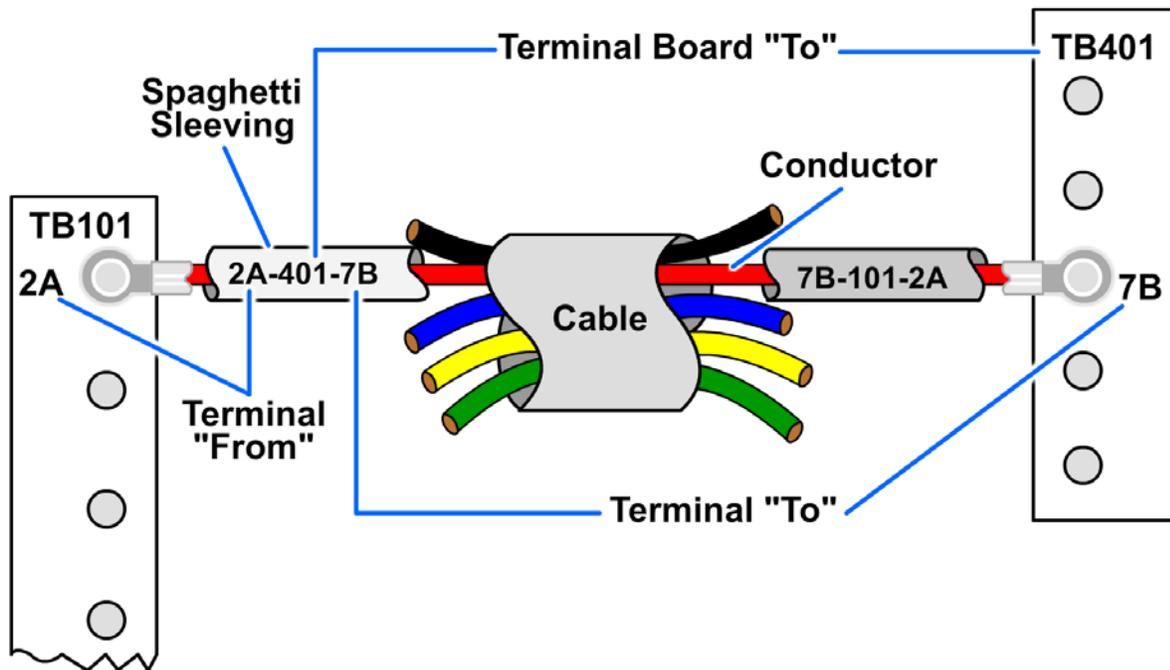 Terminal Board "To"
TB401
Spaghetti
Sleeving
Conductor
TB101
2A
2A-401-7B
7B-101-2A
7B
Cable
Terminal
"From"
Terminal "To"